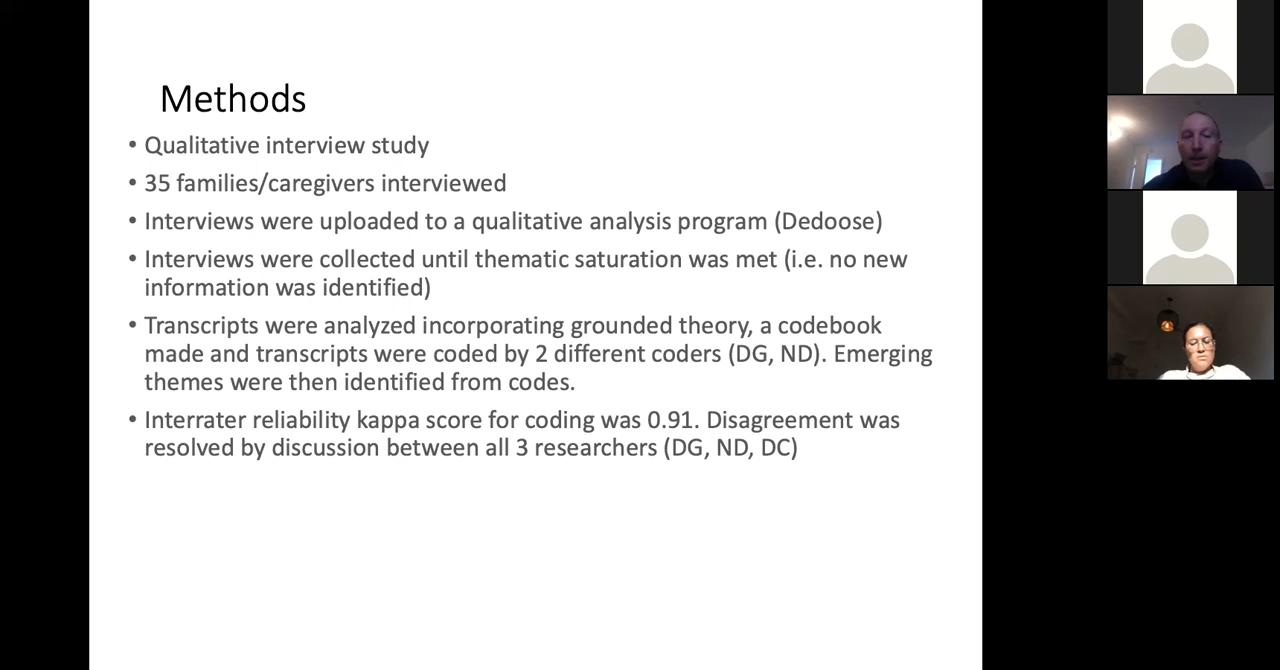 Methods
• Qualitative interview study
• 35 families/caregivers interviewed
• Interviews were uploaded to a qualitative analysis program (Dedoose)
• Interviews were collected until thematic saturation was met (i.e. no new
information was identified)
• Transcripts were analyzed incorporating grounded theory, a codebook
made and transcripts were coded by 2 different coders (DG, ND). Emerging
themes were then identified from codes.
• Interrater reliability kappa score for coding was 0.91. Disagreement was
resolved by discussion between all 3 researchers (DG, ND, DC)